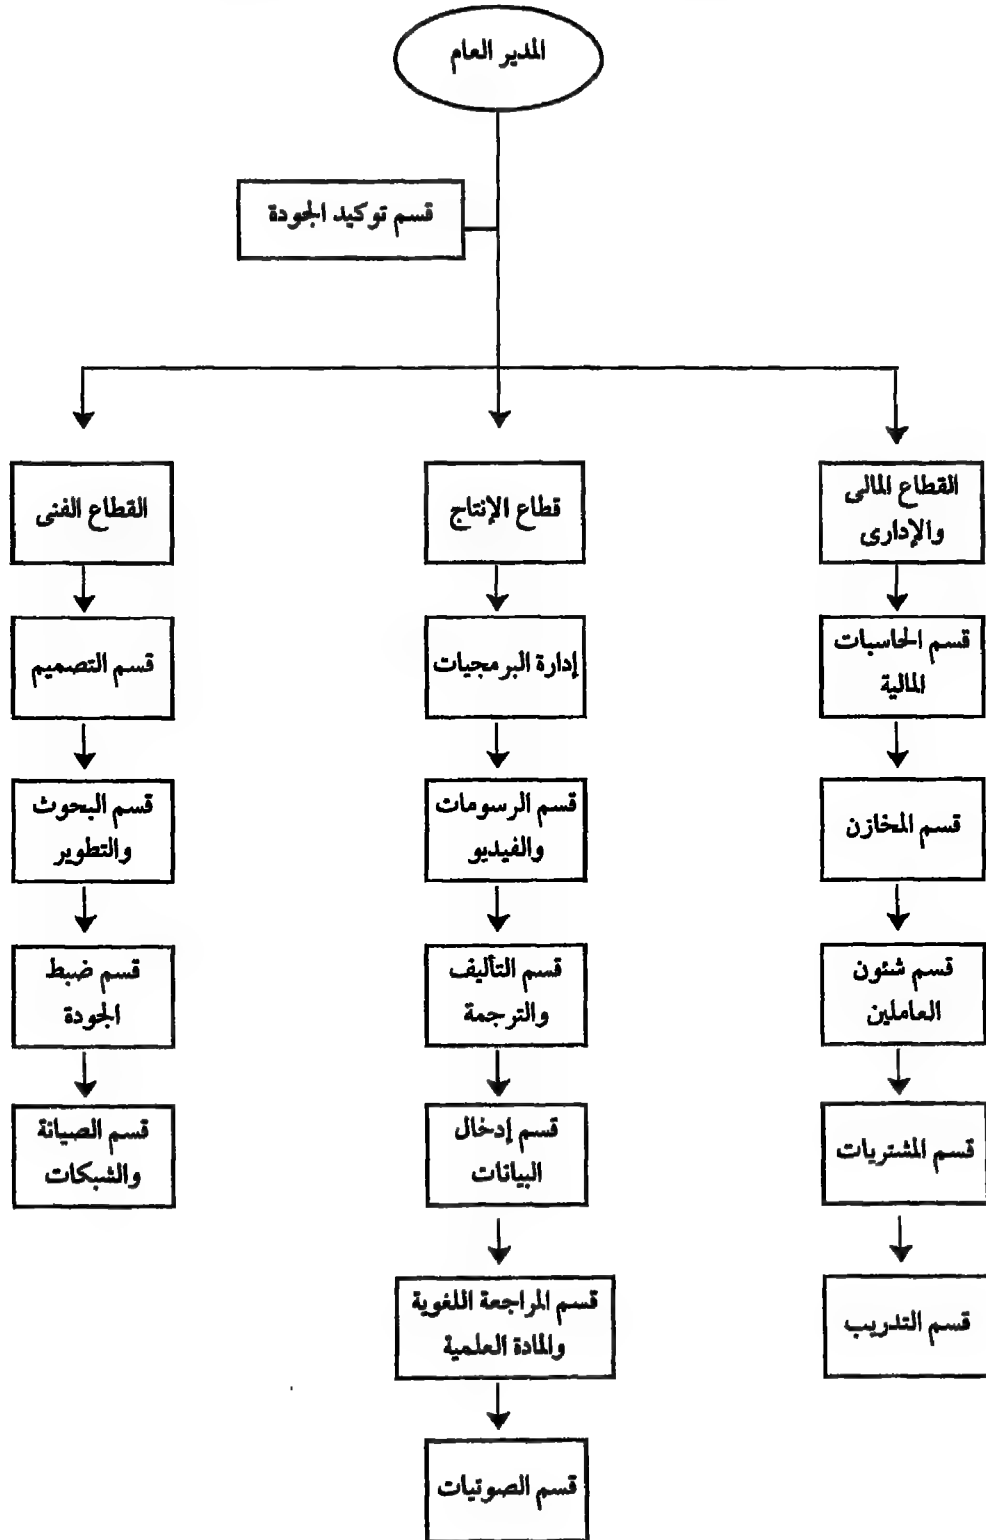 المدير العام
قسم توكيد الجودة
القطاع المالى
والإدارى
قسم الحاسبات
المالية
قسم المخازن
قسم شئون
العاملين
قسم المشتريات
قسم التدريب
قطاع الإنتاج
إدارة البرمجيات
قسم الرسومات
والفيديو
قسم التأليف
والترجمة
قسم إدخال
البيانات
قسم المراجعة اللغوية
والمادة العلمية
قسم الصوتيات
القطاع الفنى
قسم التصميم
قسم البحوث
والتطوير
قسم ضبط
الجودة
قسم الصيانة
والشبكات